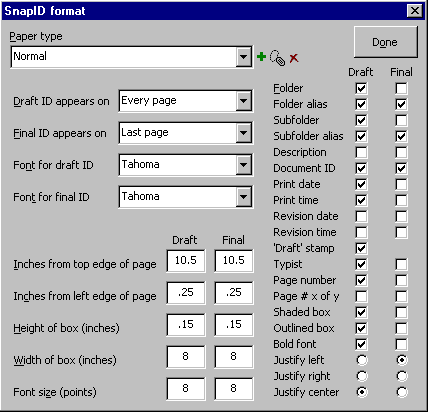 SnapID format
Paper type
Normal
Done
Draft Final
Draft ID appears on Every page
Final ID appears on Last page
Font for draft ID Tahoma
Font for final ID Tahoma
Draft Final
Inches from top edge of page 10.5 10.5
Inches from left edge of page .25 .25
Height of box (inches) .15 .15
Width of box (inches) 8 8
Font size (points) 8 8
Folder
Folder alias
Subfolder
Subfolder alias
Description
Document ID
Print date
Print time
Revision date
Revision time
'Draft' stamp
Typist
Page number
Page # x of y
Shaded box
Outlined box
Bold font
Justify left
Justify right
Justify center